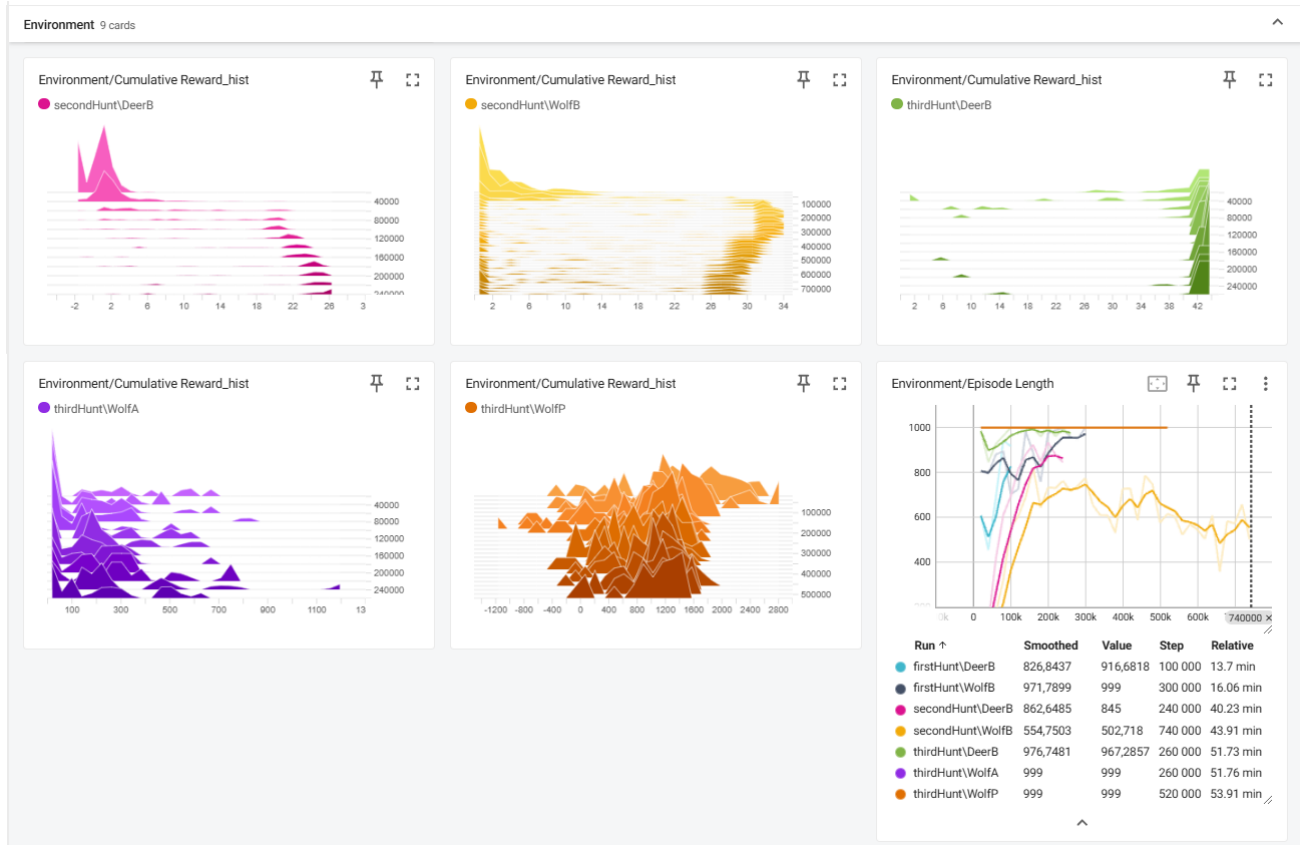 Environment 9 cards
Environment/Cumulative Reward_hist
secondHunt\DeerB
40000
80000
120000
160000
200000
240000
-2 2 6 10 14 18 22 26 3
Environment/Cumulative Reward_hist
secondHunt\WolfB
100000
200000
300000
400000
500000
600000
700000
2 6 10 14 18 22 26 30 34
Environment/Cumulative Reward_hist
thirdHunt\DeerB
40000
80000
120000
160000
200000
240000
2 6 10 14 18 22 26 30 34 38 42
Environment/Cumulative Reward_hist
thirdHunt\WolfA
40000
80000
120000
160000
200000
240000
100 300 500 700 900 1100 13
Environment/Cumulative Reward_hist
thirdHunt\WolfP
100000
200000
300000
400000
500000
-1200 -800 -400 0 400 800 1200 1600 2000 2400 2800
Environment/Episode Length
1000
800
600
400
0k 0 100k 200k 300k 400k 500k 600k 740000 ×
Run ↑ Smoothed Value Step Relative
firstHunt\DeerB 826,8437 916,6818 100 000 13.7 min
firstHunt\WolfB 971,7899 999 300 000 16.06 min
secondHunt\DeerB 862,6485 845 240 000 40.23 min
secondHunt\WolfB 554,7503 502,718 740 000 43.91 min
thirdHunt\DeerB 976,7481 967,2857 260 000 51.73 min
thirdHunt\WolfA 999 999 260 000 51.76 min
thirdHunt\WolfP 999 999 520 000 53.91 min